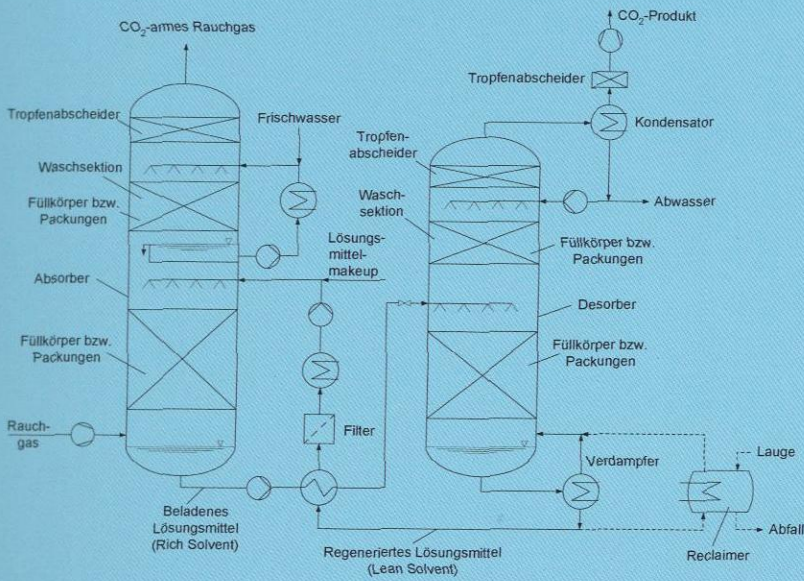 CO₂-armes Rauchgas
Tropfenabscheider
Waschsektion
Füllkörper bzw.
Packungen
Absorber
Füllkörper bzw.
Packungen
Rauch-
gas
Beladenes
Lösungsmittel
(Rich Solvent)
Frischwasser
Lösungs-
mittel-
makeup
Filter
Regeneriertes Lösungsmittel
(Lean Solvent)
CO₂-Produkt
Tropfenabscheider
Kondensator
Tropfen-
abscheider
Wasch-
sektion
Abwasser
Füllkörper bzw.
Packungen
Desorber
Füllkörper bzw.
Packungen
Verdampfer
Lauge
Abfall
Reclaimer